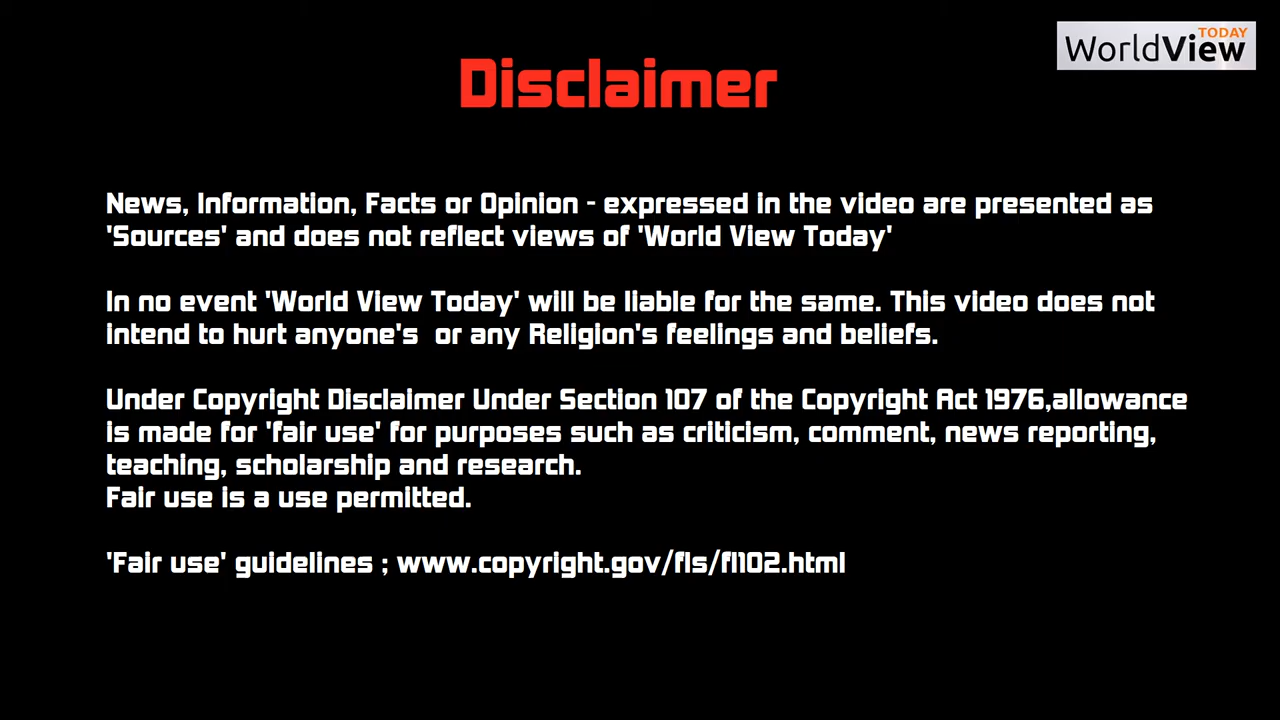 TODAY
WorldView
Disclaimer
News, Information, Facts or Opinion - expressed in the video are presented as
'Sources' and does not reflect views of 'World View Today'
In no event 'World View Today' will be liable for the same. This video does not
intend to hurt anyone's  or any Religion's feelings and beliefs.
Under Copyright Disclaimer Under Section 107 of the Copyright Act 1976,allowance
is made for 'fair use' for purposes such as criticism, comment, news reporting,
teaching, scholarship and research.
Fair use is a use permitted.
'Fair use' guidelines ; www.copyright.gov/fls/fl102.html